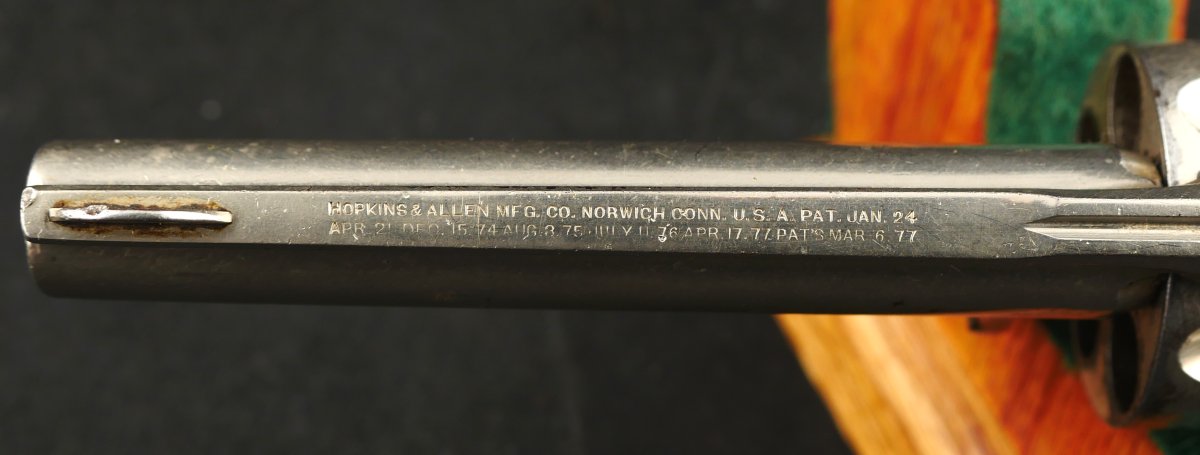 HOPKINS & ALLEN MFG. CO. NORWICH CONN. U.S.A. PAT. JAN. 24
APR. 21. DEC. 15. 74 AUG. 3. 75. JULY 11. 76 APR. 17. 77. PAT'S MAR. 6. 77